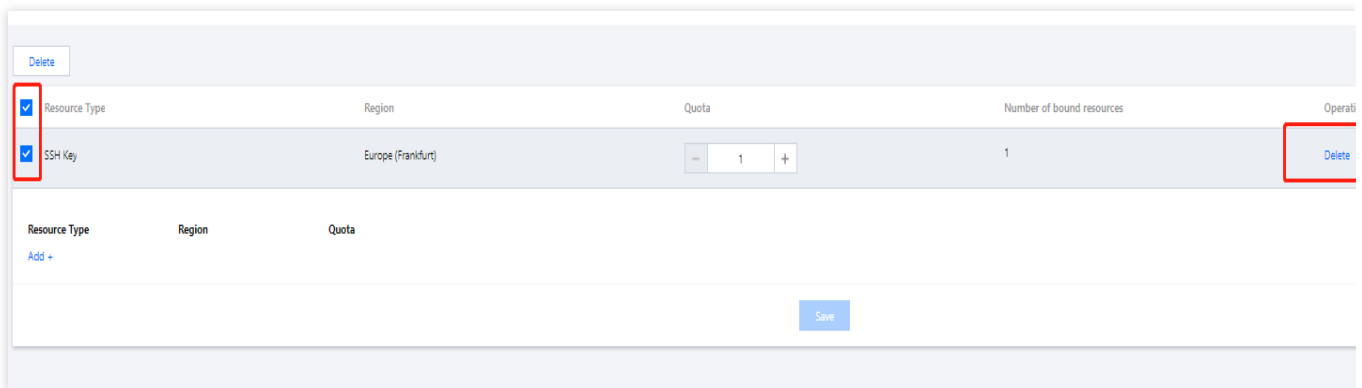 Delete
Resource Type Region Quota Number of bound resources Operati
SSH Key Europe (Frankfurt) − 1 + 1 Delete
Resource Type Region Quota
Add +
Save